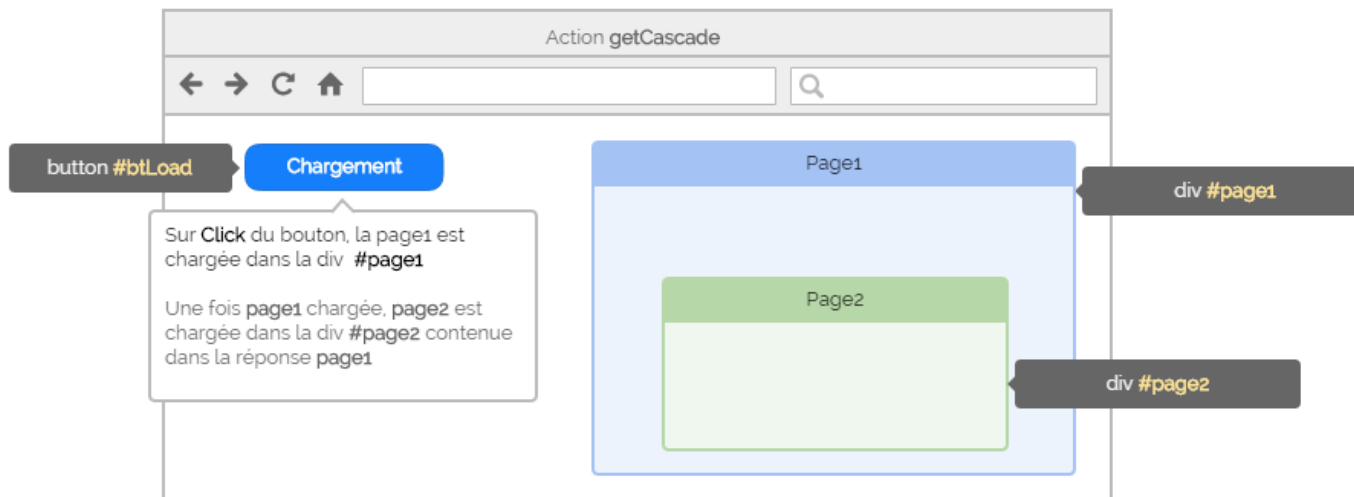 Action getCascade
button #btLoad
Chargement
Page1
div #page1
Sur Click du bouton, la page1 est
chargée dans la div #page1
Une fois page1 chargée, page2 est
chargée dans la div #page2 contenue
dans la réponse page1
Page2
div #page2